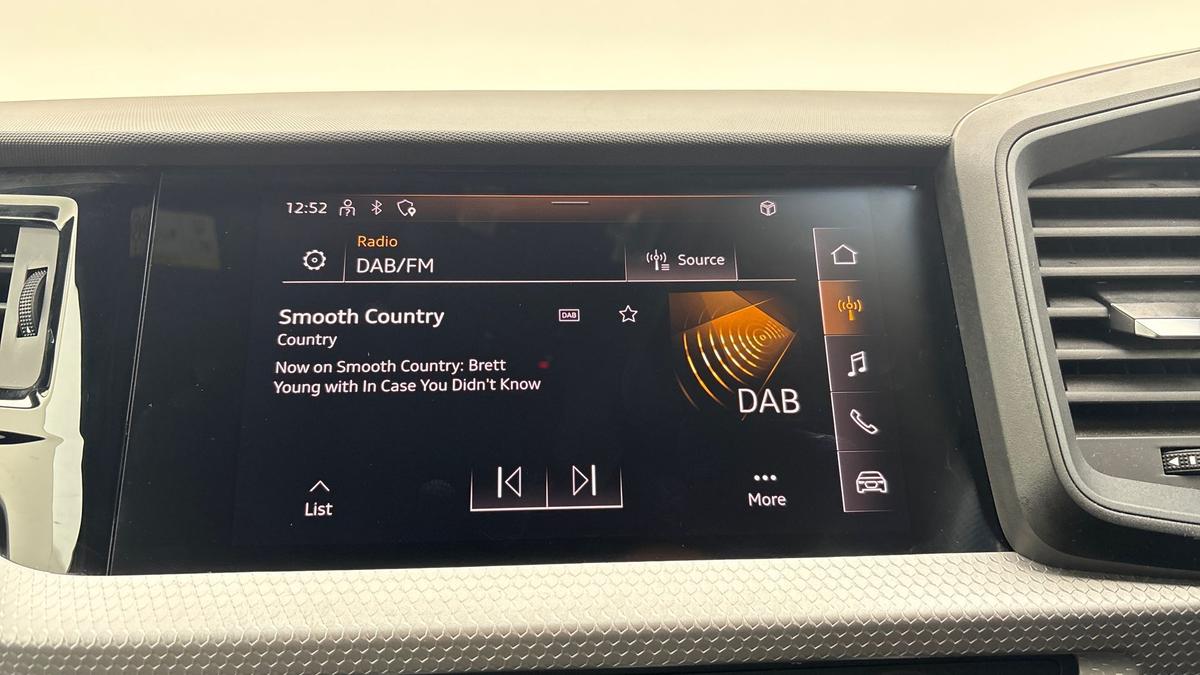 12:52
Radio
DAB/FM
Source
Smooth Country
DAB
Country
Now on Smooth Country: Brett
Young with In Case You Didn't Know
DAB
List
More